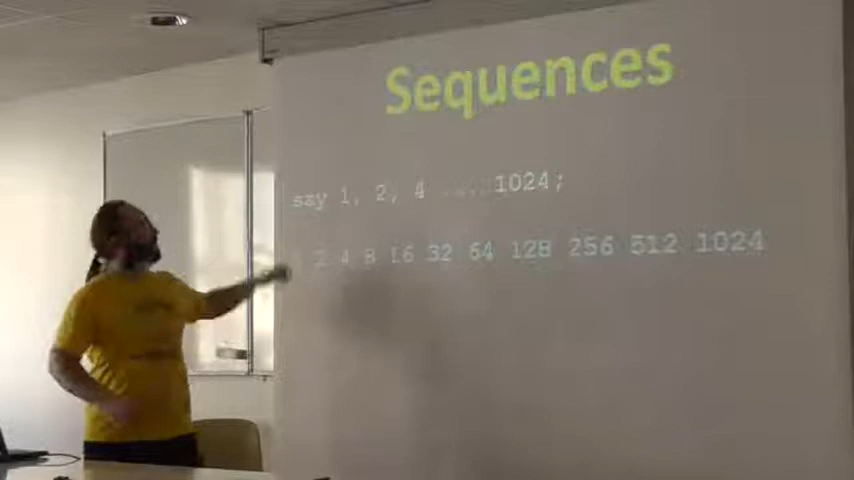 Sequences
say 1, 2, 4 ... 1024;
2 4 8 16 32 64 128 256 512 1024